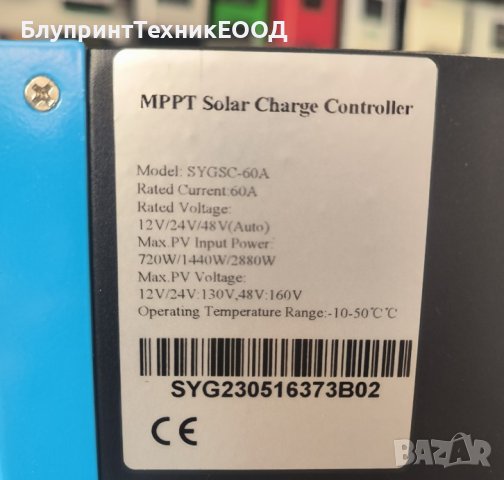 БлупринтТехникЕООД
MPPT Solar Charge Controller
Model: SYGSC-60A
Rated Current:60A
Rated Voltage:
12V/24V/48V(Auto)
Max.PV Input Power:
720W/1440W/2880W
Max.PV Voltage:
12V/24V:130V,48V:160V
Operating Temperature Range:-10-50℃℃
SYG230516373B02
CE
BAZAR